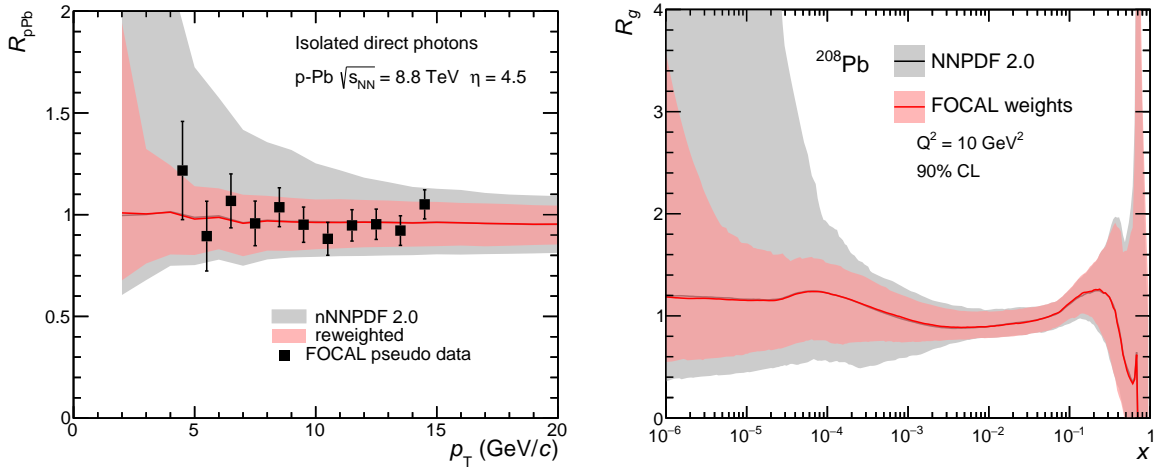 R_pPb
2
1.5
1
0.5
0
0
5
10
15
20
p_T (GeV/c)
Isolated direct photons
p-Pb √s_NN = 8.8 TeV η = 4.5
nNNPDF 2.0
reweighted
FOCAL pseudo data
R_g
4
3
2
1
0
10⁻⁶
10⁻⁵
10⁻⁴
10⁻³
10⁻²
10⁻¹
1
x
²⁰⁸Pb
NNPDF 2.0
FOCAL weights
Q² = 10 GeV²
90% CL